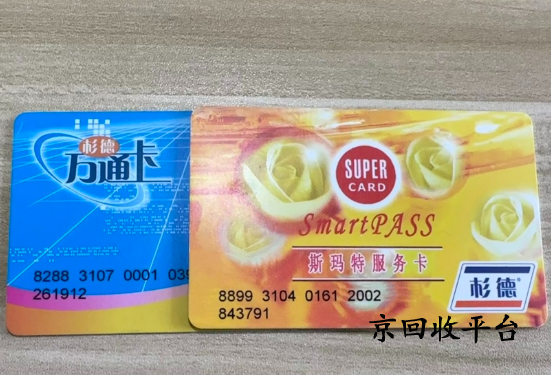 杉德
万通卡
8288 3107 0001 039
261912
SUPER
CARD
SmartPASS
斯玛特服务卡
杉德
8899 3104 0161 2002
843791
京回收平台